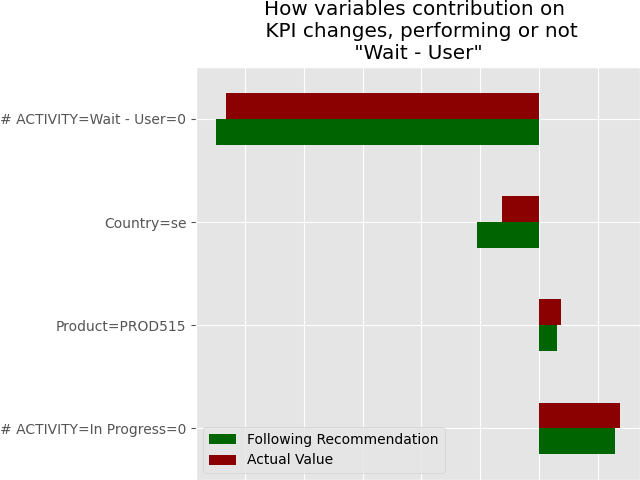 How variables contribution on
KPI changes, performing or not
"Wait - User"
# ACTIVITY=Wait - User=0
Country=se
Product=PROD515
# ACTIVITY=In Progress=0
Following Recommendation
Actual Value